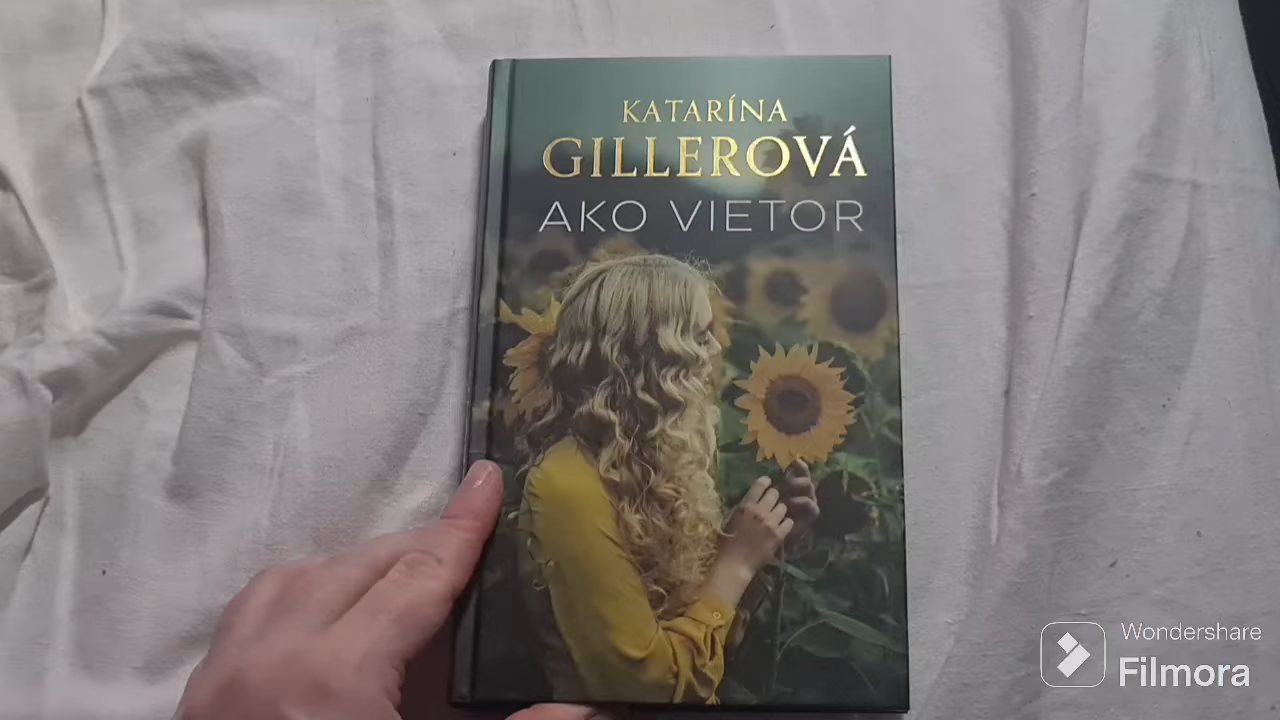 KATARÍNA
GILLEROVÁ
AKO VIETOR
Wondershare
Filmora